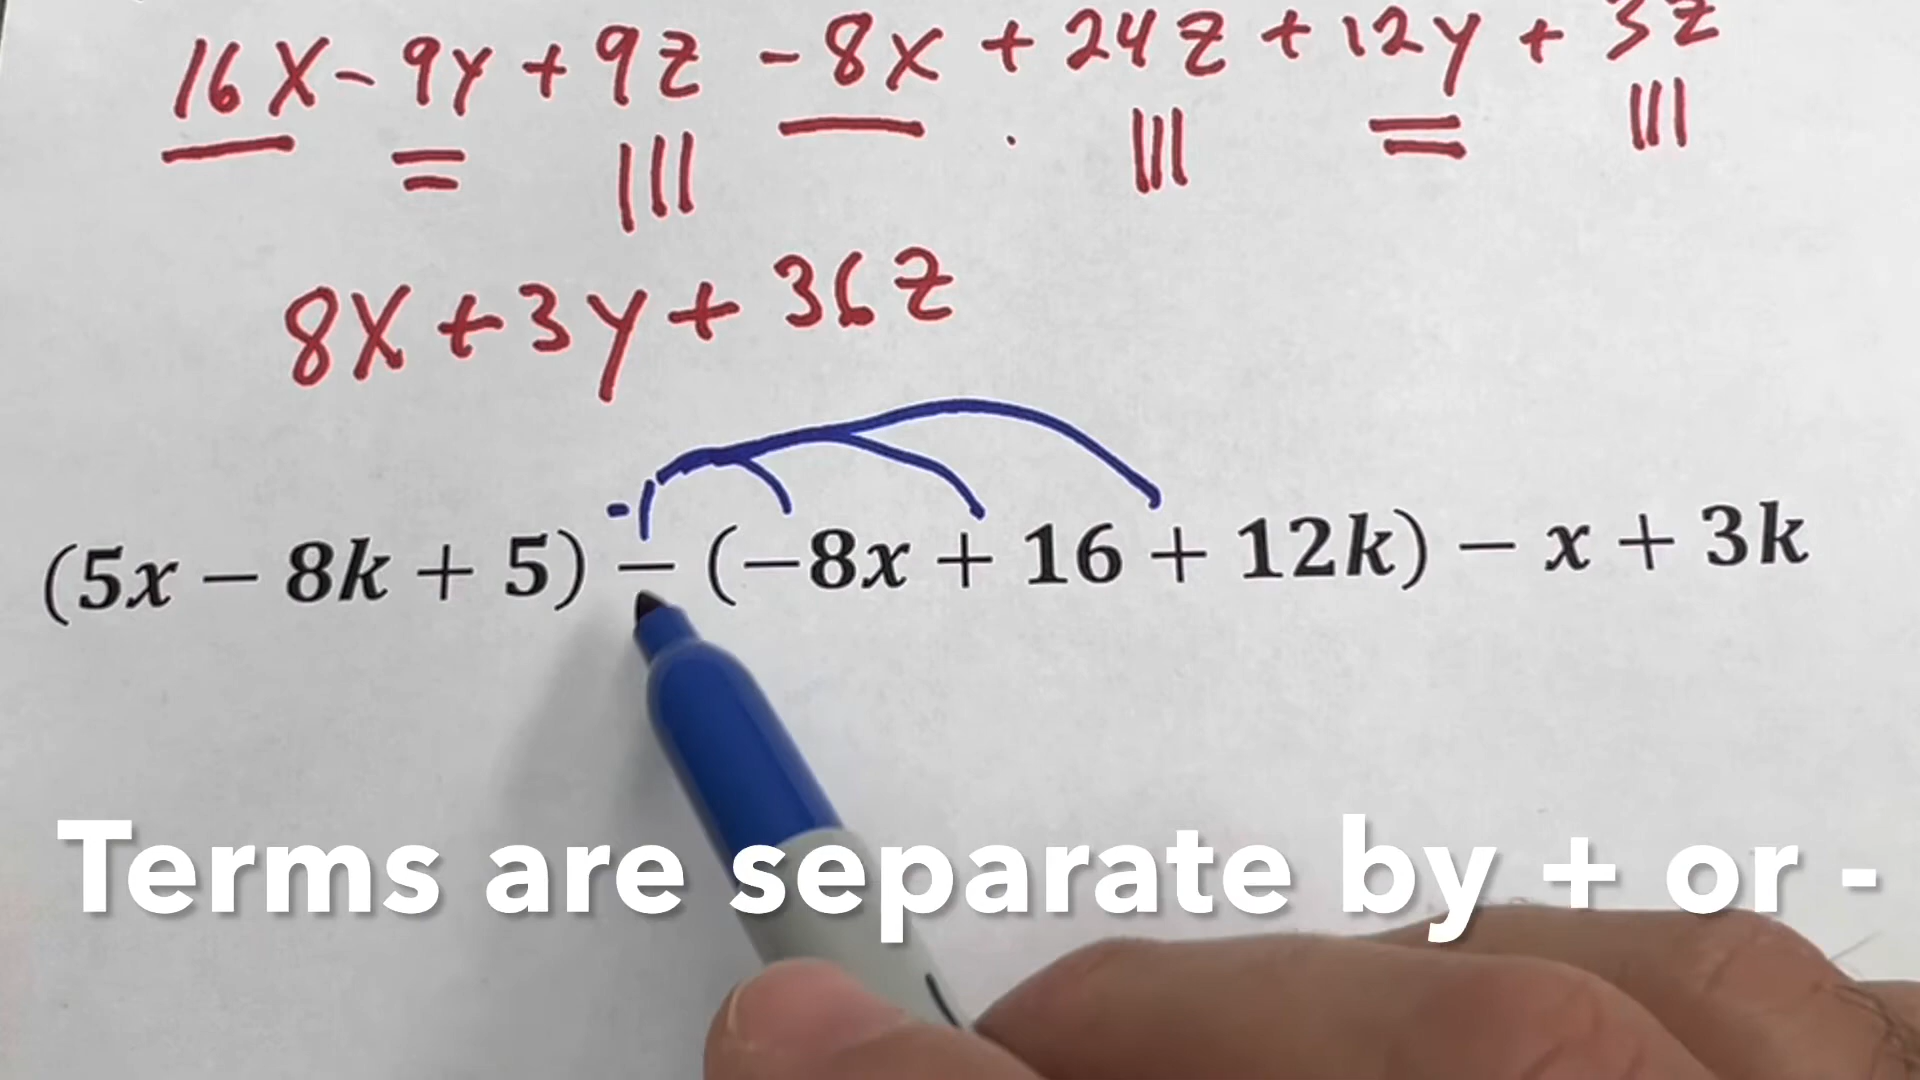 16x - 9y + 9z - 8x + 24z + 12y + 3z
8x + 3y + 36z
-1
(5x − 8k + 5) − (−8x + 16 + 12k) − x + 3k
Terms are separate by + or -